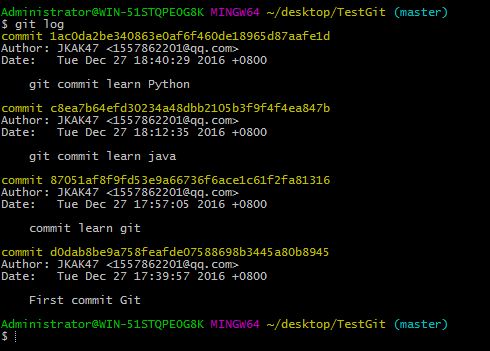 Administrator@WIN-51STQPEOG8K MINGW64 ~/desktop/TestGit (master)
$ git log
commit 1ac0da2be340863e0af6f460de18965d87aafe1d
Author: JKAK47 <1557862201@qq.com>
Date:   Tue Dec 27 18:40:29 2016 +0800
    git commit learn Python
commit c8ea7b64efd30234a48dbb2105b3f9f4f4ea847b
Author: JKAK47 <1557862201@qq.com>
Date:   Tue Dec 27 18:12:35 2016 +0800
    git commit learn java
commit 87051af8f9fd53e9a66736f6ace1c61f2fa81316
Author: JKAK47 <1557862201@qq.com>
Date:   Tue Dec 27 17:57:05 2016 +0800
    commit learn git
commit d0dab8be9a758feafde07588698b3445a80b8945
Author: JKAK47 <1557862201@qq.com>
Date:   Tue Dec 27 17:39:57 2016 +0800
    First commit Git
Administrator@WIN-51STQPEOG8K MINGW64 ~/desktop/TestGit (master)
$